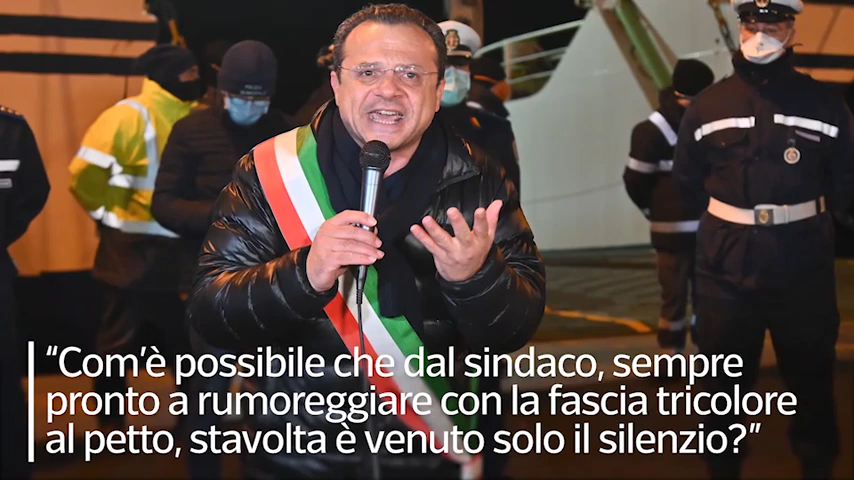 “Com’è possibile che dal sindaco, sempre
pronto a rumoreggiare con la fascia tricolore
al petto, stavolta è venuto solo il silenzio?”